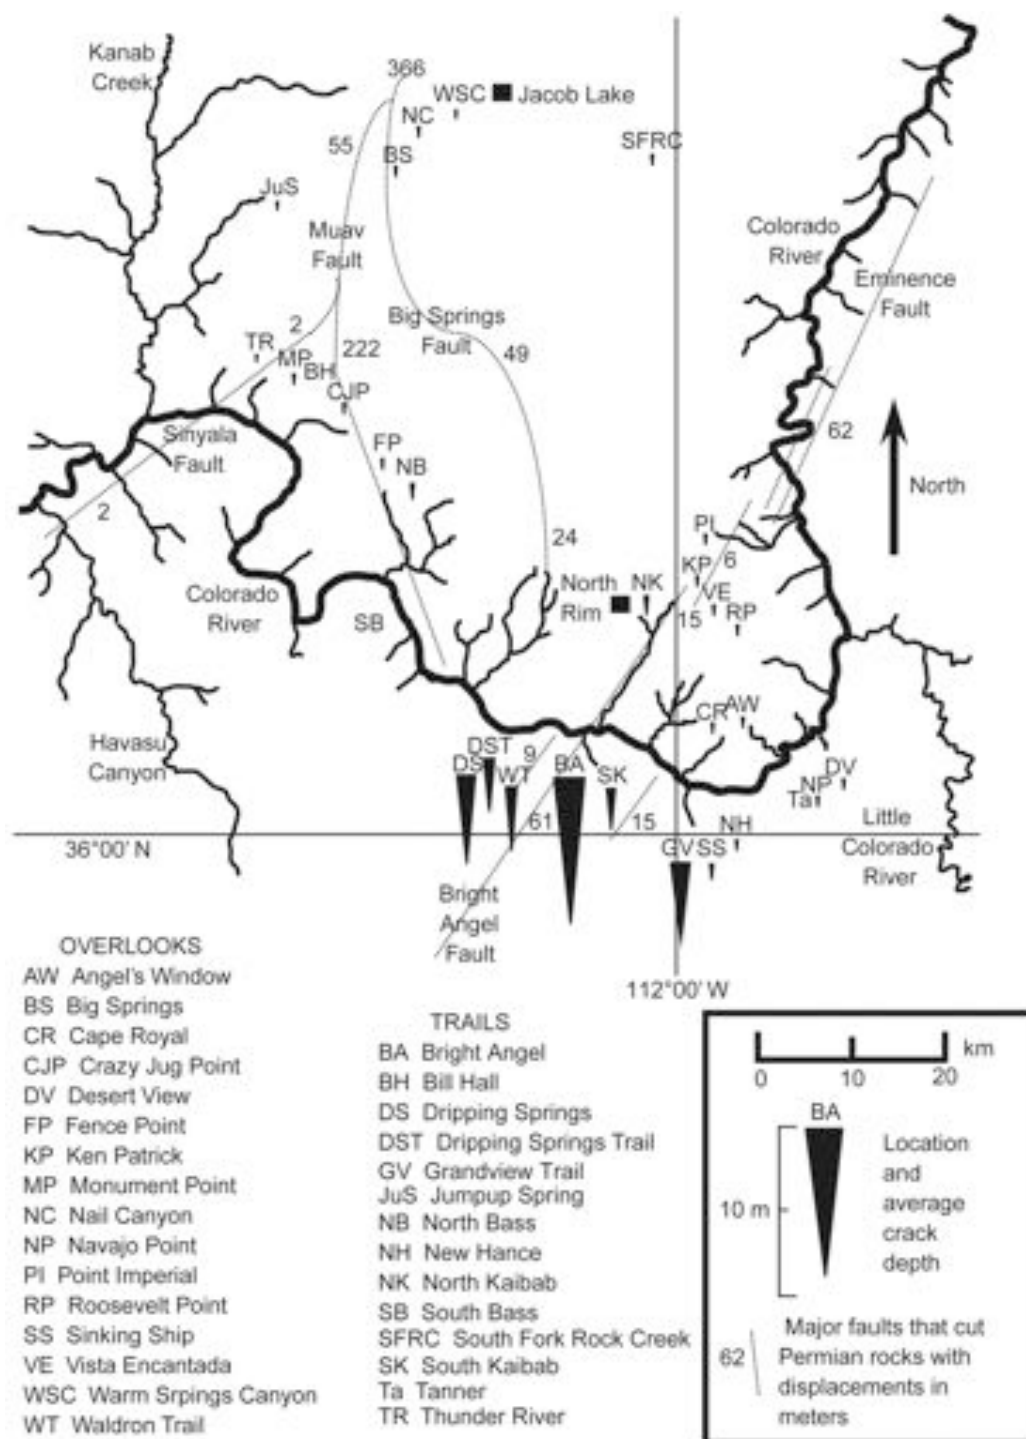 Kanab
Creek
366
WSC
Jacob Lake
NC
55
BS
SFRC
JuS
Muav
Fault
Colorado
River
Eminence
Fault
2
Big Springs
Fault
TR
MP
BH
222
CJP
49
62
Sinyala
Fault
FP
NB
North
2
PI
24
KP
6
North
Rim
NK
VE
RP
15
Colorado
River
SB
CR
AW
Havasu
Canyon
DST
DS
WT
9
BA
SK
DV
NP
Ta
61
15
NH
Little
Colorado
River
36°00' N
GV
SS
Bright
Angel
Fault
112°00' W
OVERLOOKS
AW Angel's Window
BS Big Springs
CR Cape Royal
CJP Crazy Jug Point
DV Desert View
FP Fence Point
KP Ken Patrick
MP Monument Point
NC Nail Canyon
NP Navajo Point
PI Point Imperial
RP Roosevelt Point
SS Sinking Ship
VE Vista Encantada
WSC Warm Srpings Canyon
WT Waldron Trail
TRAILS
BA Bright Angel
BH Bill Hall
DS Dripping Springs
DST Dripping Springs Trail
GV Grandview Trail
JuS Jumpup Spring
NB North Bass
NH New Hance
NK North Kaibab
SB South Bass
SFRC South Fork Rock Creek
SK South Kaibab
Ta Tanner
TR Thunder River
km
0 10 20
BA
10 m
Location
and
average
crack
depth
62
Major faults that cut
Permian rocks with
displacements in
meters